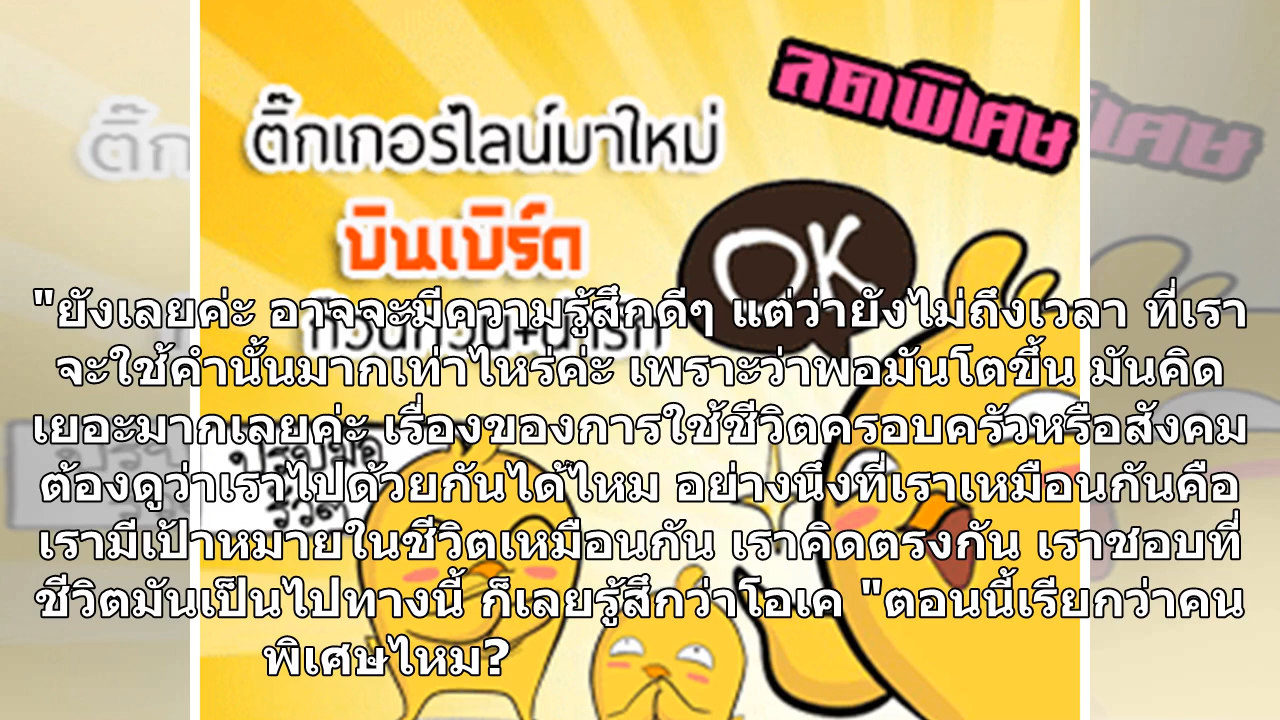 ลดพิเศษ
ติ๊กเกอร์ไลน์มาใหม่
บินเบิร์ด
OK
"ยังเลยค่ะ อาจจะมีความรู้สึกดีๆ แต่ว่ายังไม่ถึงเวลา ที่เรา
จะใช้คำนั้นมากเท่าไหร่ค่ะ เพราะว่าพอมันโตขึ้น มันคิด
เยอะมากเลยค่ะ เรื่องของการใช้ชีวิตครอบครัวหรือสังคม
ต้องดูว่าเราไปด้วยกันได้ไหม อย่างนึงที่เราเหมือนกันคือ
เรามีเป้าหมายในชีวิตเหมือนกัน เราคิดตรงกัน เราชอบที่
ชีวิตมันเป็นไปทางนี้ ก็เลยรู้สึกว่าโอเค "ตอนนี้เรียกว่าคน
พิเศษไหม?